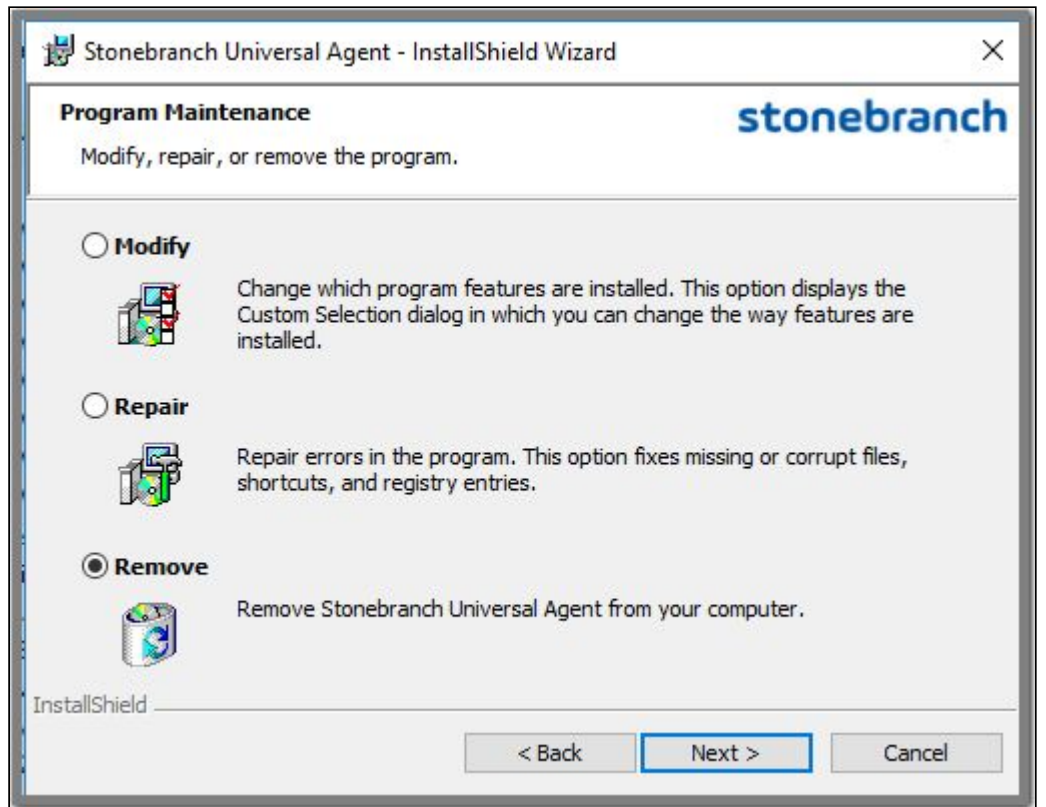 Stonebranch Universal Agent - InstallShield Wizard
Program Maintenance
stonebranch
Modify, repair, or remove the program.
Modify
Change which program features are installed. This option displays the
Custom Selection dialog in which you can change the way features are
installed.
Repair
Repair errors in the program. This option fixes missing or corrupt files,
shortcuts, and registry entries.
Remove
Remove Stonebranch Universal Agent from your computer.
InstallShield
< Back
Next >
Cancel